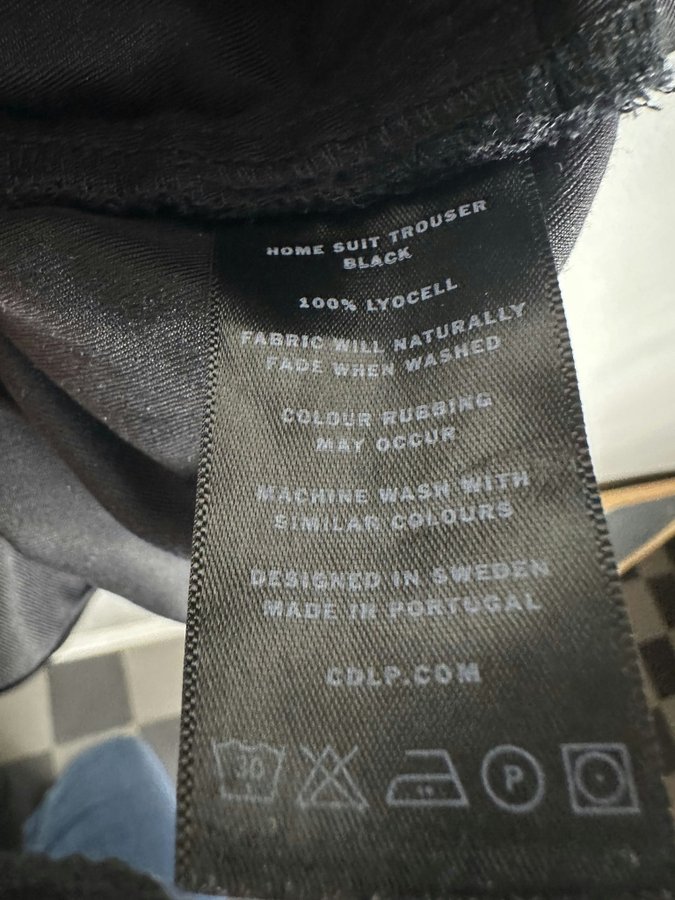 HOME SUIT TROUSER
BLACK
100% LYOCELL
FABRIC WILL NATURALLY
FADE WHEN WASHED
COLOUR RUBBING
MAY OCCUR
MACHINE WASH WITH
SIMILAR COLOURS
DESIGNED IN SWEDEN
MADE IN PORTUGAL
CDLP.COM
30 P